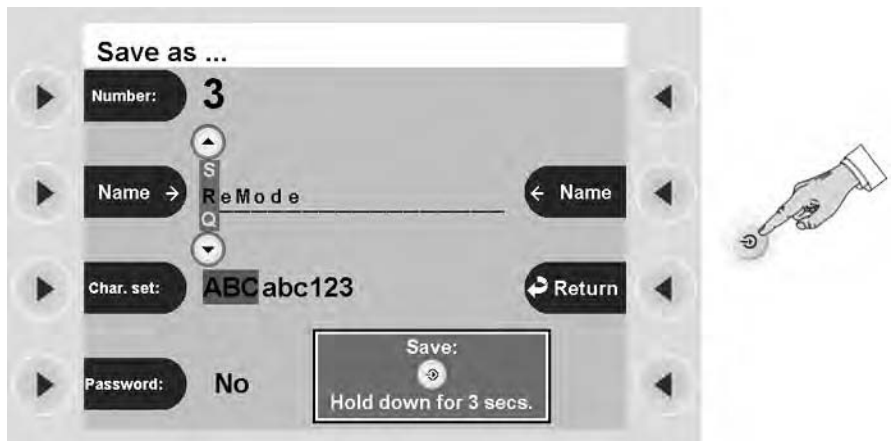 Save as ...
Number: 3
S
Name → ReMode ← Name
Q
Char. set: ABCabc123 Return
Password: No
Save:
Hold down for 3 secs.